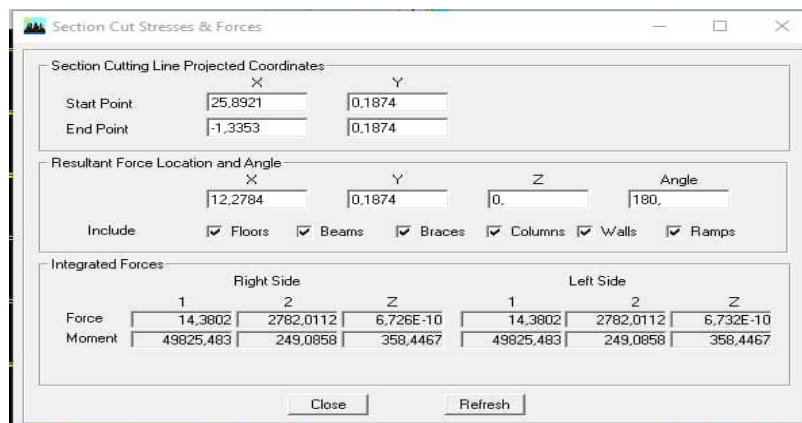 Section Cut Stresses & Forces
Section Cutting Line Projected Coordinates
X Y
Start Point 25,8921 0,1874
End Point -1,3353 0,1874
Resultant Force Location and Angle
X Y Z Angle
12,2784 0,1874 0, 180,
Include Floors Beams Braces Columns Walls Ramps
Integrated Forces
Right Side Left Side
1 2 Z 1 2 Z
Force 14,3802 2782,0112 6,726E-10 14,3802 2782,0112 6,732E-10
Moment 49825,483 249,0858 358,4467 49825,483 249,0858 358,4467
Close Refresh